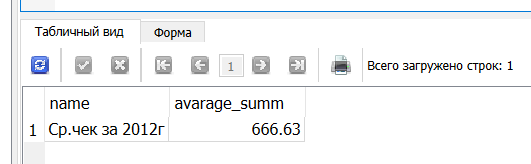 Табличный вид Форма
1 Всего загружено строк: 1
name avarage_summ
1 Ср.чек за 2012г 666.63